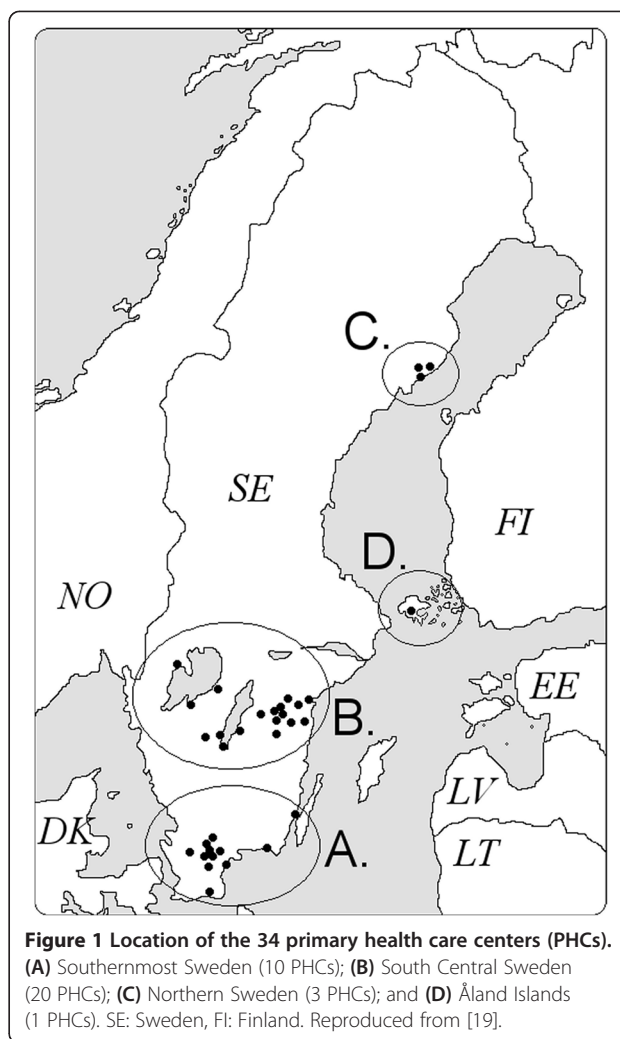 C.
SE
FI
D.
NO
B.
EE
LV
DK
A.
LT
Figure 1 Location of the 34 primary health care centers (PHCs).
(A) Southernmost Sweden (10 PHCs); (B) South Central Sweden
(20 PHCs); (C) Northern Sweden (3 PHCs); and (D) Åland Islands
(1 PHCs). SE: Sweden, FI: Finland. Reproduced from [19].